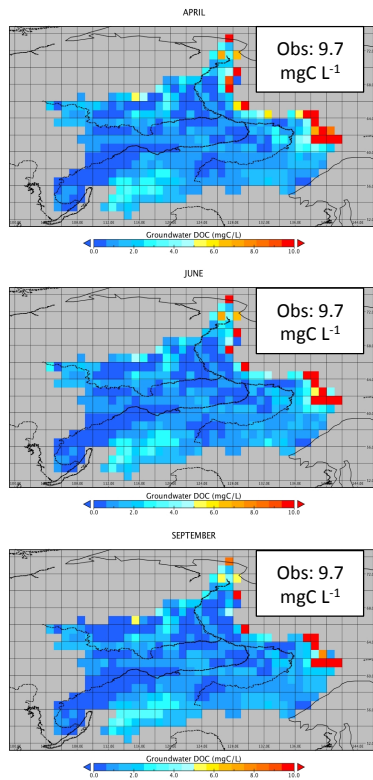 APRIL
Obs: 9.7
mgC L-1
Groundwater DOC (mgC/L)
0.0 2.0 4.0 6.0 8.0 10.0
JUNE
Obs: 9.7
mgC L-1
Groundwater DOC (mgC/L)
0.0 2.0 4.0 6.0 8.0 10.0
SEPTEMBER
Obs: 9.7
mgC L-1
Groundwater DOC (mgC/L)
0.0 2.0 4.0 6.0 8.0 10.0